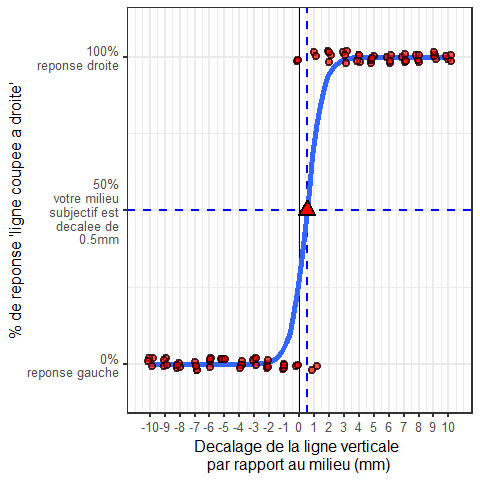 % de reponse 'ligne coupee a droite'
100%
reponse droite
50%
votre milieu
subjectif est
decalee de
0.5mm
0%
reponse gauche
-10 -9 -8 -7 -6 -5 -4 -3 -2 -1 0 1 2 3 4 5 6 7 8 9 10
Decalage de la ligne verticale
par rapport au milieu (mm)